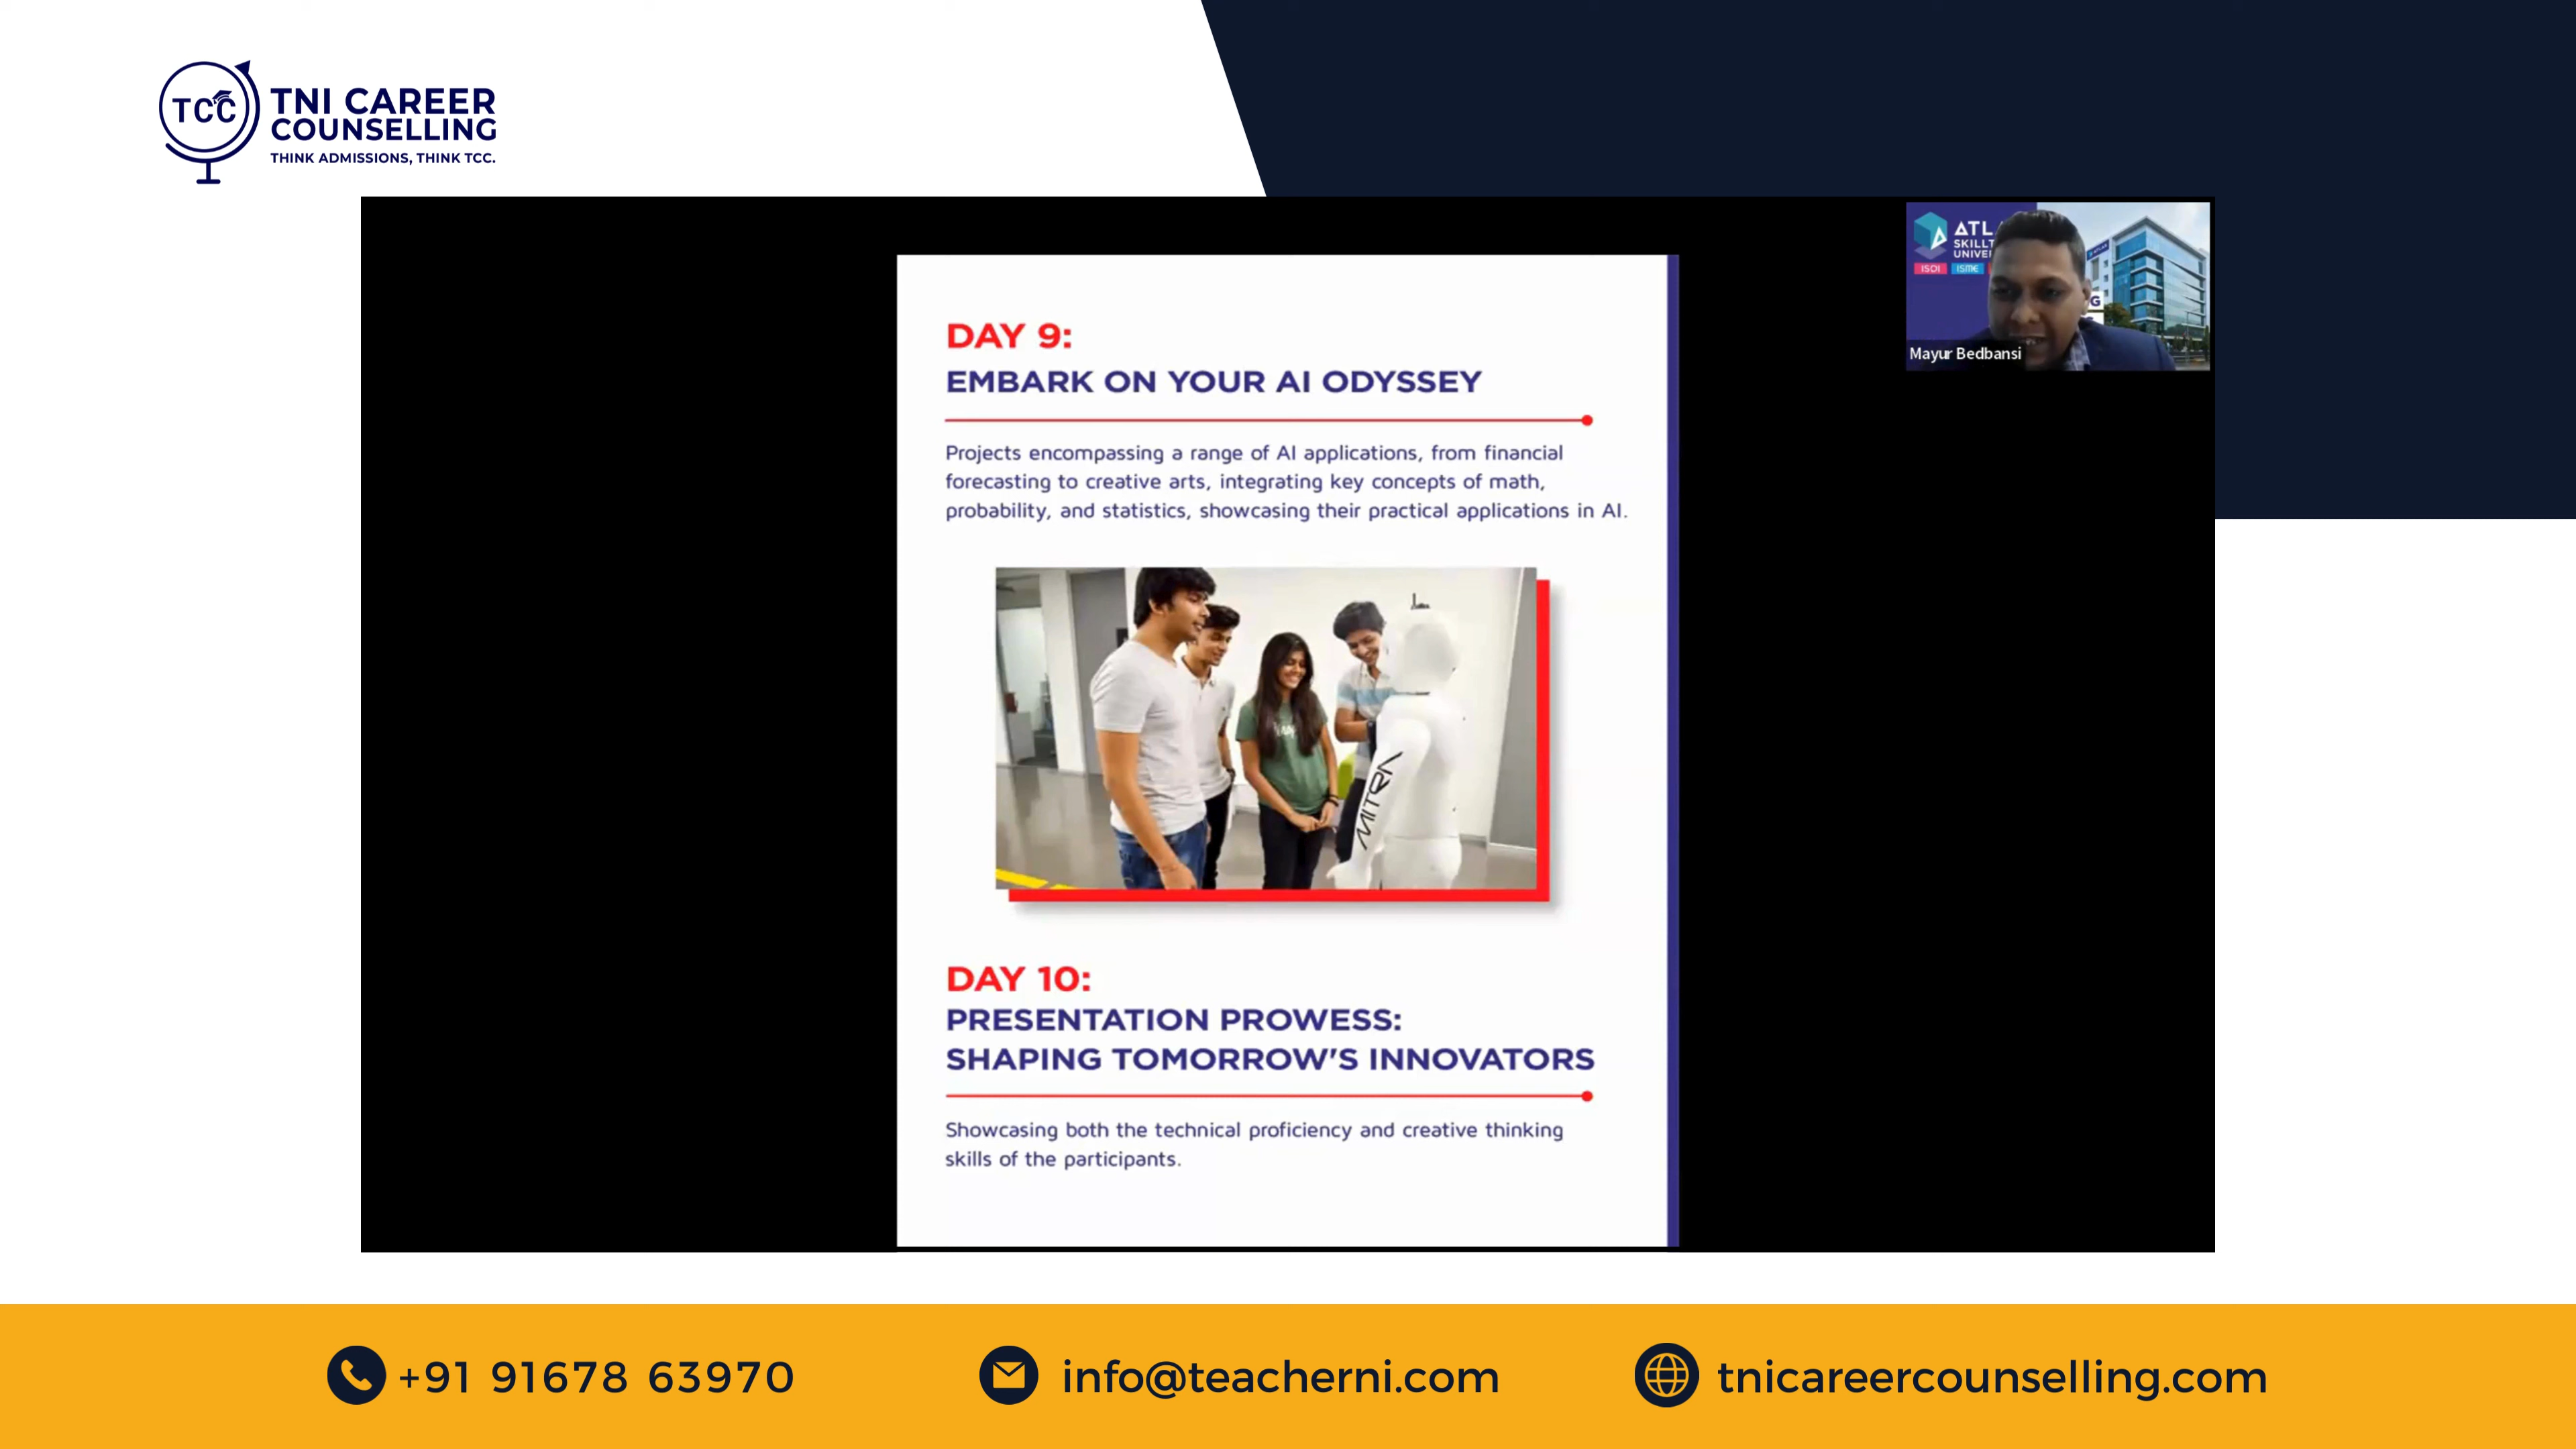 TCC
TNI CAREER
COUNSELLING
THINK ADMISSIONS, THINK TCC.
ISDI ISME
Mayur Bedbansi
DAY 9:
EMBARK ON YOUR AI ODYSSEY
Projects encompassing a range of AI applications, from financial
forecasting to creative arts, integrating key concepts of math,
probability, and statistics, showcasing their practical applications in AI.
MITRA
DAY 10:
PRESENTATION PROWESS:
SHAPING TOMORROW'S INNOVATORS
Showcasing both the technical proficiency and creative thinking
skills of the participants.
+91 91678 63970
info@teacherni.com
tnicareercounselling.com